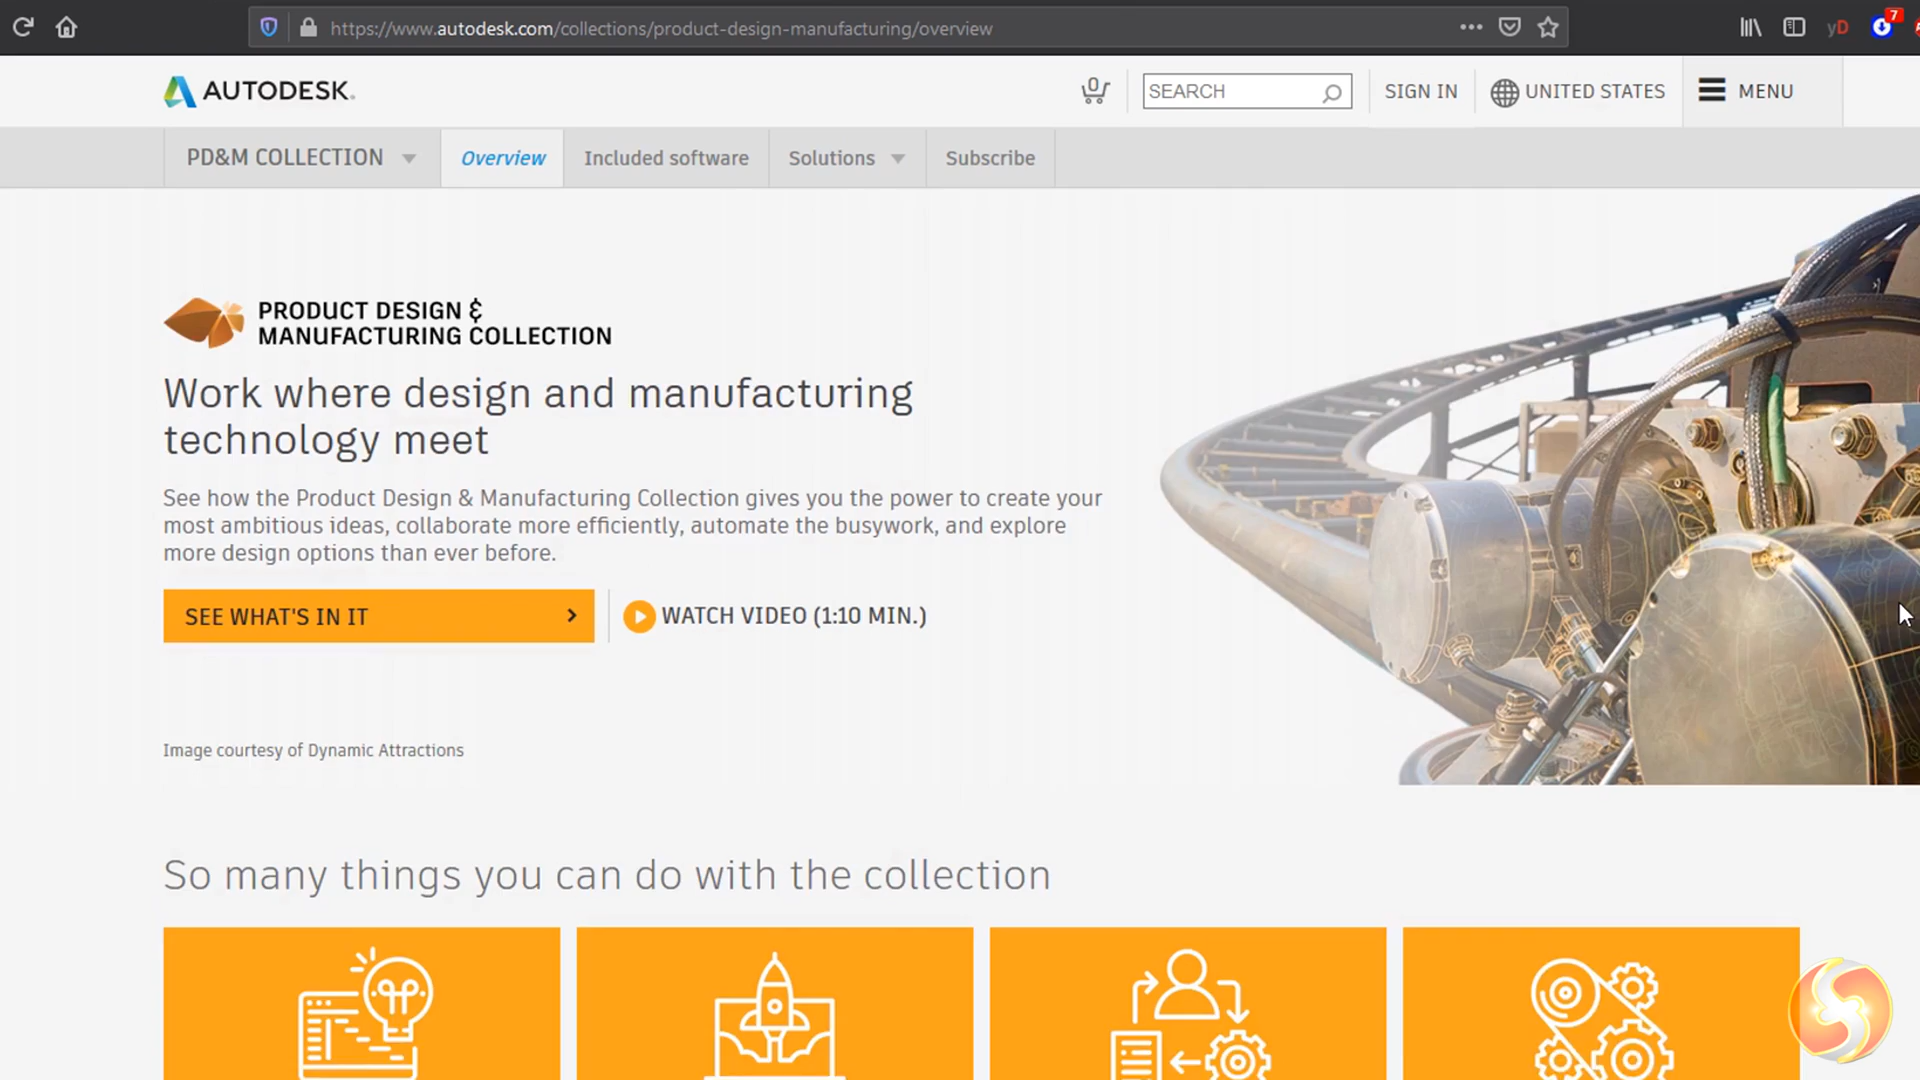 https://www.autodesk.com/collections/product-design-manufacturing/overview
yD
7
AUTODESK.
0
SEARCH
SIGN IN
UNITED STATES
MENU
PD&M COLLECTION
Overview
Included software
Solutions
Subscribe
PRODUCT DESIGN &
MANUFACTURING COLLECTION
Work where design and manufacturing
technology meet
See how the Product Design & Manufacturing Collection gives you the power to create your
most ambitious ideas, collaborate more efficiently, automate the busywork, and explore
more design options than ever before.
SEE WHAT'S IN IT
WATCH VIDEO (1:10 MIN.)
Image courtesy of Dynamic Attractions
So many things you can do with the collection